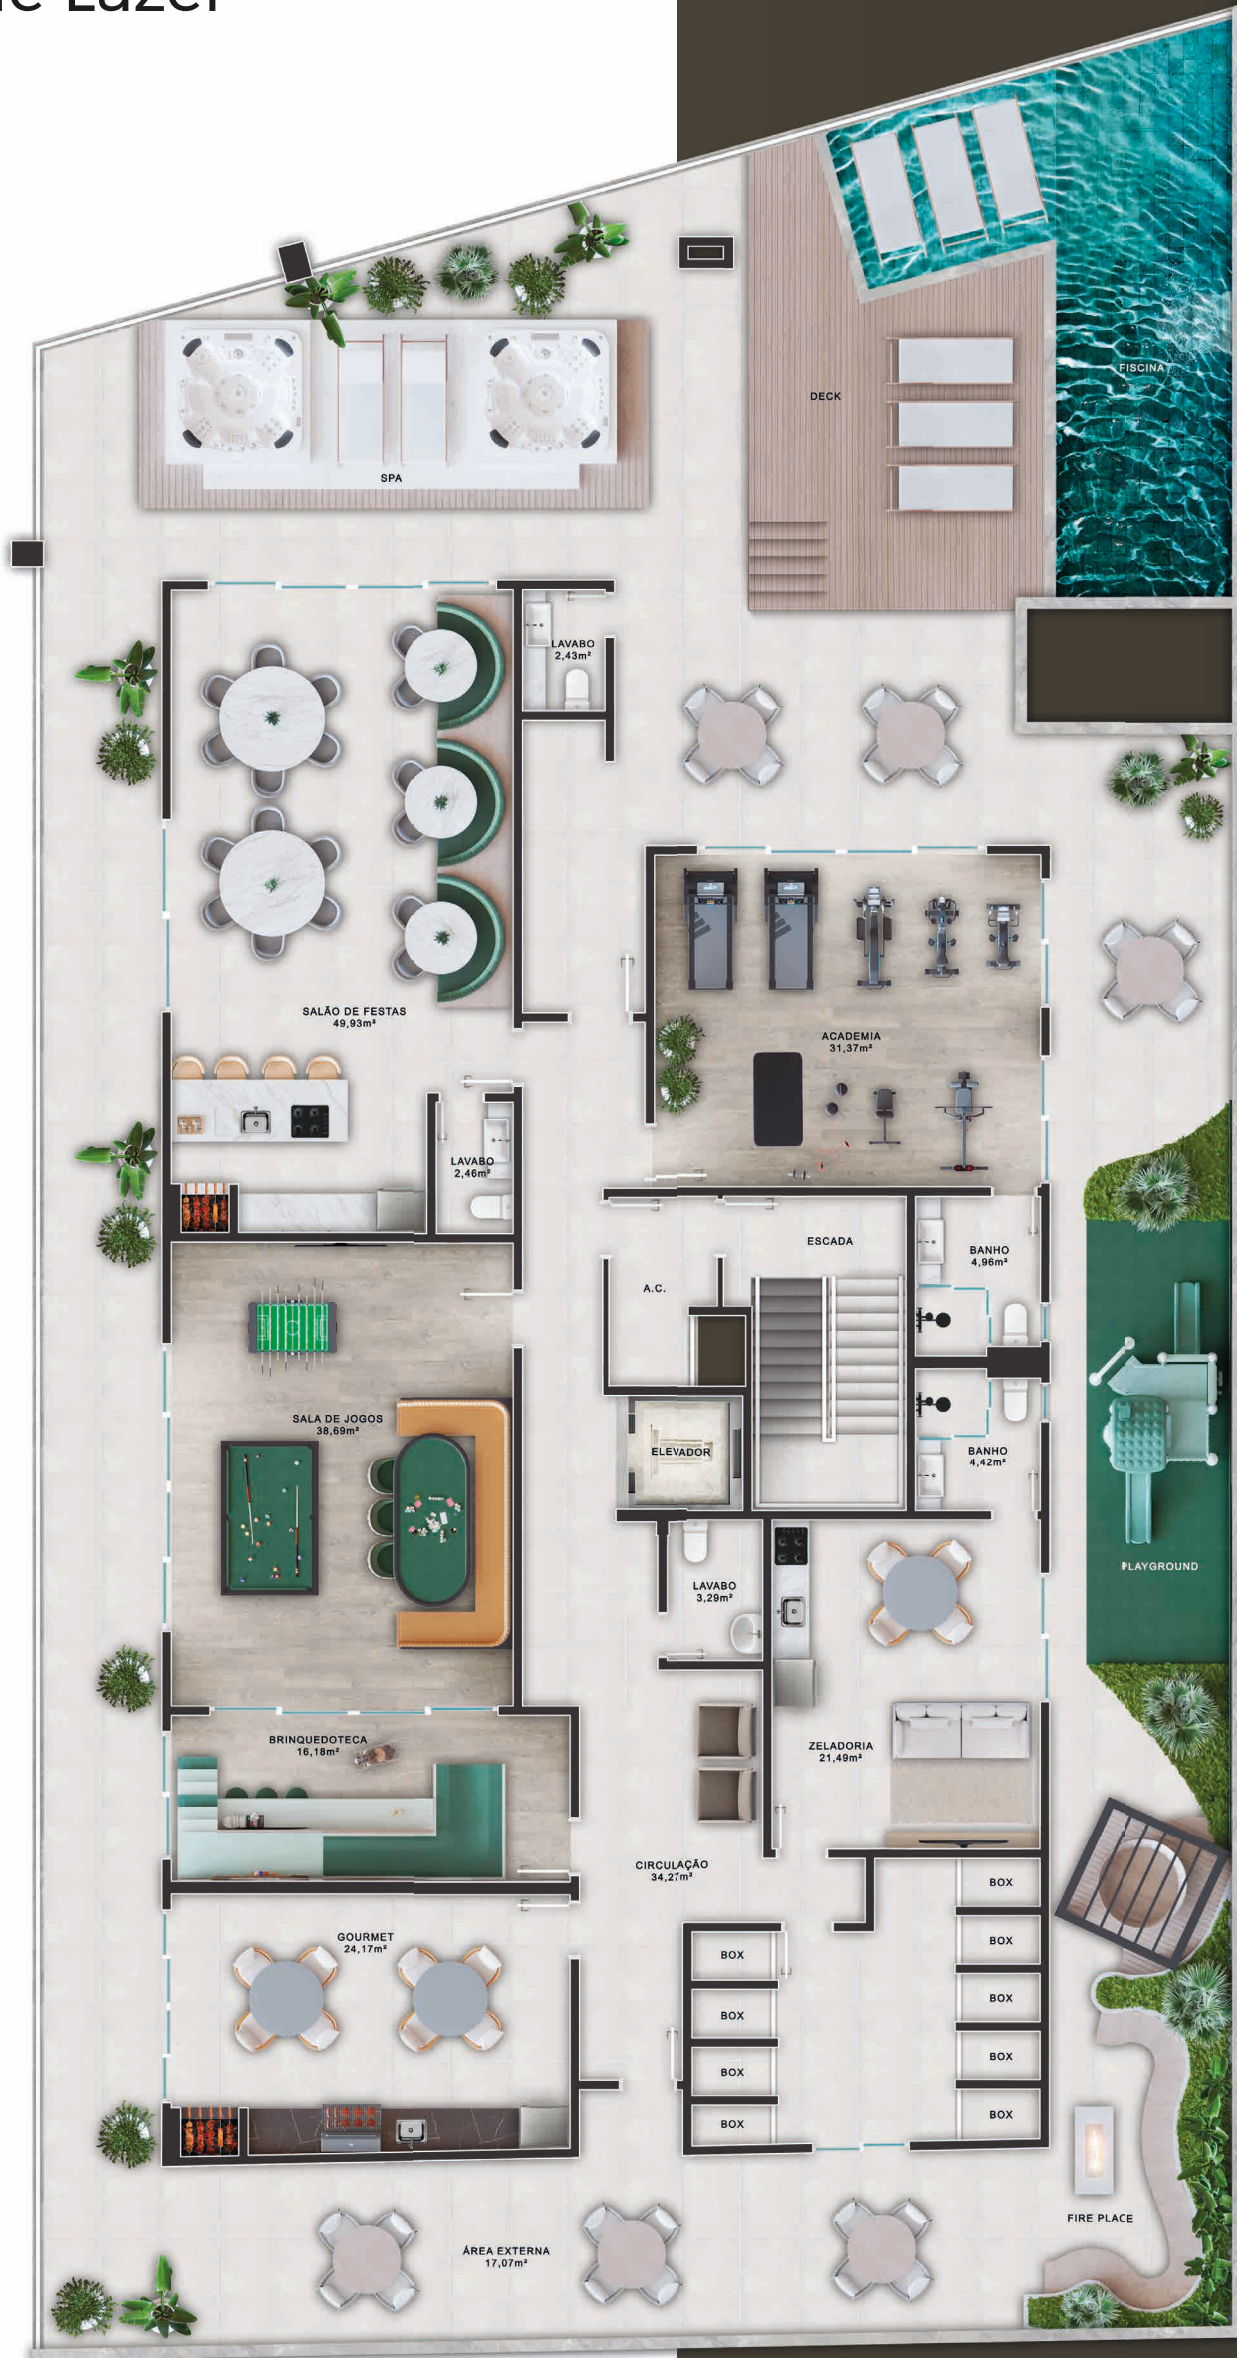 Lazer
FISCINA
DECK
SPA
LAVABO
2,43m²
SALÃO DE FESTAS
49,93m²
ACADEMIA
31,37m²
LAVABO
2,46m²
ESCADA
BANHO
4,96m²
A.C.
SALA DE JOGOS
38,69m²
ELEVADOR
BANHO
4,42m²
PLAYGROUND
LAVABO
3,29m²
BRINQUEDOTECA
16,18m²
ZELADORIA
21,49m²
CIRCULAÇÃO
34,27m²
BOX
GOURMET
24,17m²
BOX
BOX
BOX
BOX
BOX
BOX
BOX
BOX
FIRE PLACE
ÁREA EXTERNA
17,07m²